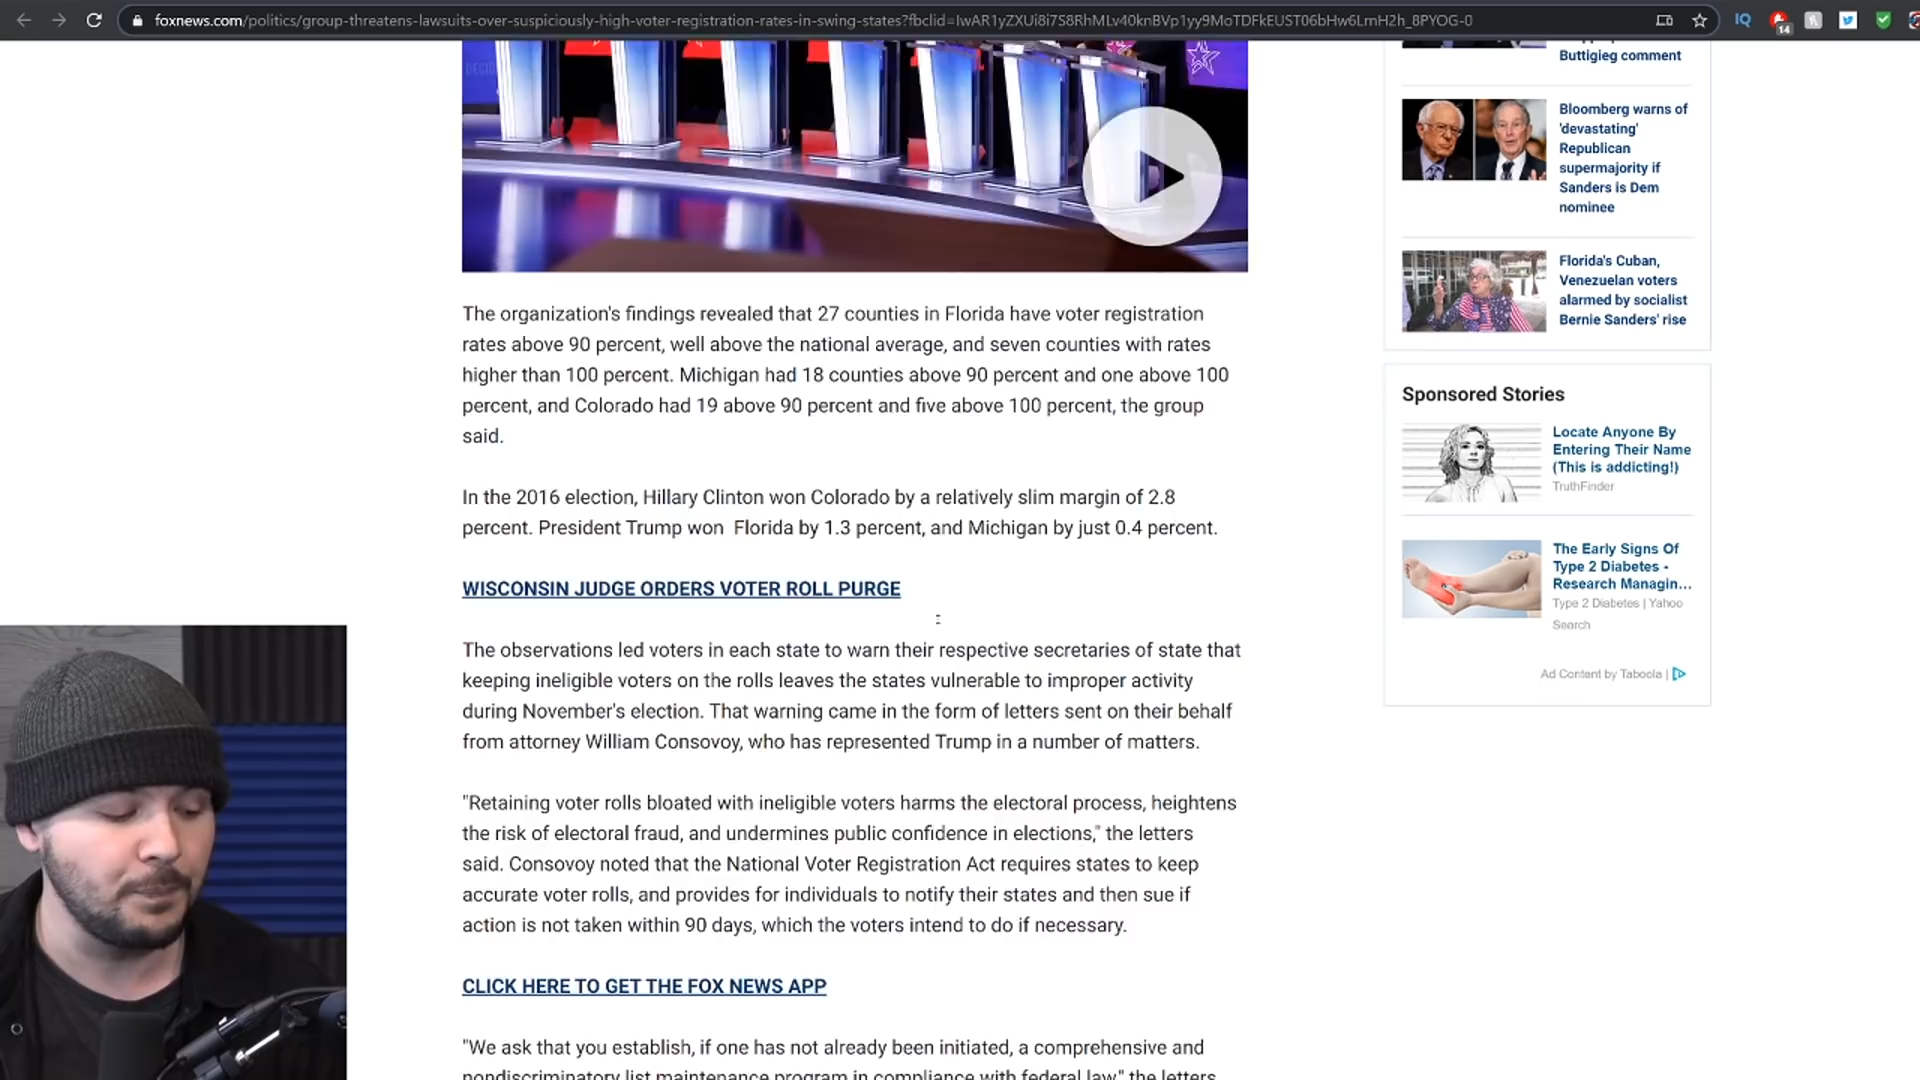 foxnews.com/politics/group-threatens-lawsuits-over-suspiciously-high-voter-registration-rates-in-swing-states?fbclid=IwAR1yZXUi8i7S8RhMLv40knBVp1yy9MoTDFkEUST06bHw6LmH2h_8PYOG-0
IQ
14
Buttigieg comment
Bloomberg warns of
'devastating'
Republican
supermajority if
Sanders is Dem
nominee
Florida's Cuban,
Venezuelan voters
alarmed by socialist
Bernie Sanders' rise
The organization's findings revealed that 27 counties in Florida have voter registration
rates above 90 percent, well above the national average, and seven counties with rates
higher than 100 percent. Michigan had 18 counties above 90 percent and one above 100
percent, and Colorado had 19 above 90 percent and five above 100 percent, the group
said.
In the 2016 election, Hillary Clinton won Colorado by a relatively slim margin of 2.8
percent. President Trump won  Florida by 1.3 percent, and Michigan by just 0.4 percent.
WISCONSIN JUDGE ORDERS VOTER ROLL PURGE
The observations led voters in each state to warn their respective secretaries of state that
keeping ineligible voters on the rolls leaves the states vulnerable to improper activity
during November's election. That warning came in the form of letters sent on their behalf
from attorney William Consovoy, who has represented Trump in a number of matters.
"Retaining voter rolls bloated with ineligible voters harms the electoral process, heightens
the risk of electoral fraud, and undermines public confidence in elections," the letters
said. Consovoy noted that the National Voter Registration Act requires states to keep
accurate voter rolls, and provides for individuals to notify their states and then sue if
action is not taken within 90 days, which the voters intend to do if necessary.
CLICK HERE TO GET THE FOX NEWS APP
"We ask that you establish, if one has not already been initiated, a comprehensive and
nondiscriminatory list maintenance program in compliance with federal law," the letters
Sponsored Stories
Locate Anyone By
Entering Their Name
(This is addicting!)
TruthFinder
The Early Signs Of
Type 2 Diabetes -
Research Managin...
Type 2 Diabetes | Yahoo
Search
Ad Content by Taboola |